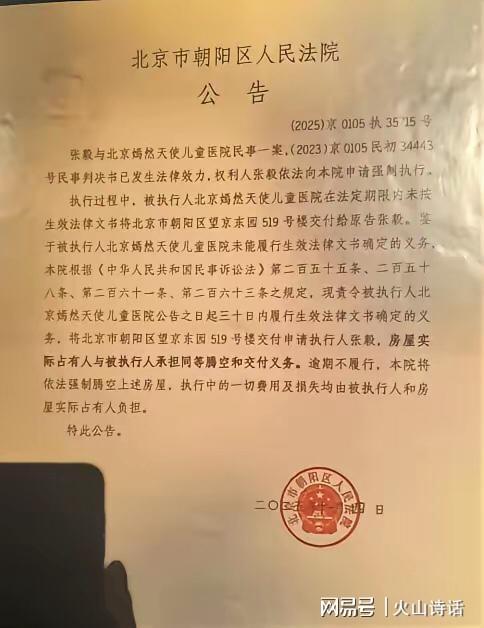 北京市朝阳区人民法院
公告
(2025)京0105执35 15号
张毅与北京嫣然天使儿童医院民事一案,(2023)京0105民初34443
号民事判决书已发生法律效力,权利人张毅依法向本院申请强制执行。
执行过程中,被执行人北京嫣然天使儿童医院在法定期限内未按
生效法律文书将北京市朝阳区望京东园519号楼交付给原告张毅。鉴
于被执行人北京嫣然天使儿童医院未能履行生效法律文书确定的义务,
本院根据《中华人民共和国民事诉讼法》第二百五十五条、二百五十
八条、第二百六十一条、第二百六十三条之规定,现责令被执行人北
京嫣然天使儿童医院公告之日起三十日内履行生效法律文书确定的义
务,将北京市朝阳区望京东园519号楼交付申请执行人张毅,房屋实
际占有人与被执行人承担同等腾空和交付义务。逾期不履行,本院将
依法强制腾空上述房屋,执行中的一切费用及损失均由被执行人和房
屋实际占有人负担。
特此公告。
二〇 四日
北京市朝阳区人民法院
网易号 | 火山诗话